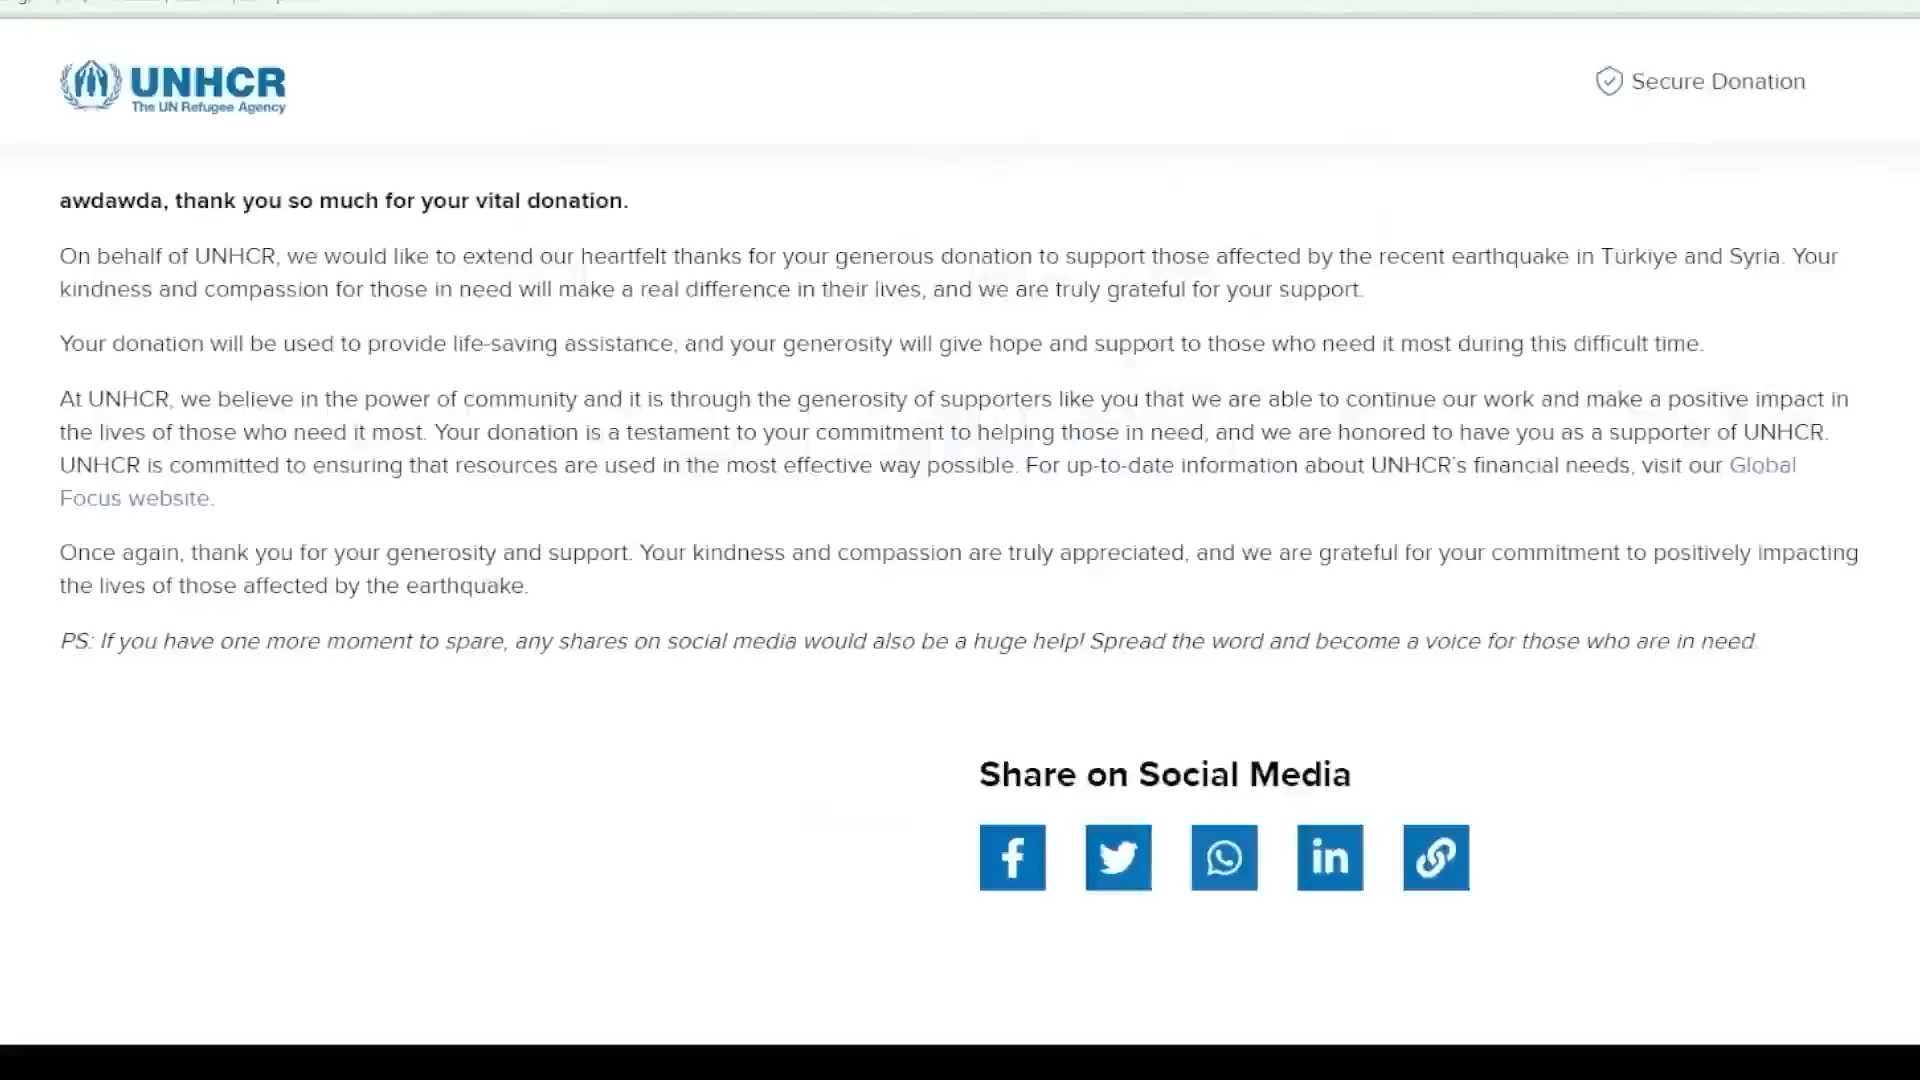 UNHCR
The UN Refugee Agency
Secure Donation
awdawda, thank you so much for your vital donation.
On behalf of UNHCR, we would like to extend our heartfelt thanks for your generous donation to support those affected by the recent earthquake in Türkiye and Syria. Your
kindness and compassion for those in need will make a real difference in their lives, and we are truly grateful for your support.
Your donation will be used to provide life-saving assistance, and your generosity will give hope and support to those who need it most during this difficult time.
At UNHCR, we believe in the power of community and it is through the generosity of supporters like you that we are able to continue our work and make a positive impact in
the lives of those who need it most. Your donation is a testament to your commitment to helping those in need, and we are honored to have you as a supporter of UNHCR.
UNHCR is committed to ensuring that resources are used in the most effective way possible. For up-to-date information about UNHCR's financial needs, visit our Global
Focus website.
Once again, thank you for your generosity and support. Your kindness and compassion are truly appreciated, and we are grateful for your commitment to positively impacting
the lives of those affected by the earthquake.
PS: If you have one more moment to spare, any shares on social media would also be a huge help! Spread the word and become a voice for those who are in need.
Share on Social Media